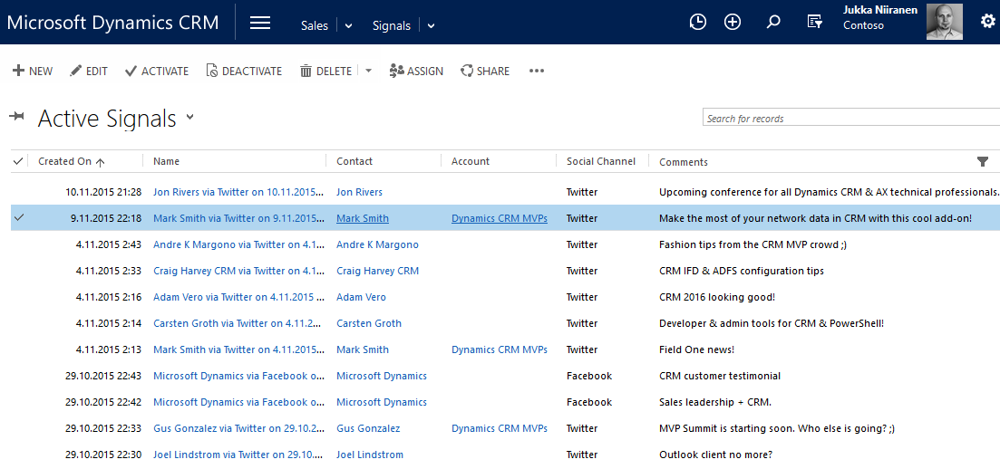 Microsoft Dynamics CRM Sales Signals Jukka Niiranen
Contoso
NEW EDIT ACTIVATE DEACTIVATE DELETE ASSIGN SHARE •••
Active Signals Search for records
Created On Name Contact Account Social Channel Comments
10.11.2015 21:28 Jon Rivers via Twitter on 10.11.2015... Jon Rivers Twitter Upcoming conference for all Dynamics CRM & AX technical professionals.
9.11.2015 22:18 Mark Smith via Twitter on 9.11.2015... Mark Smith Dynamics CRM MVPs Twitter Make the most of your network data in CRM with this cool add-on!
4.11.2015 2:43 Andre K Margono via Twitter on 4.1... Andre K Margono Twitter Fashion tips from the CRM MVP crowd ;)
4.11.2015 2:33 Craig Harvey CRM via Twitter on 4.1... Craig Harvey CRM Twitter CRM IFD & ADFS configuration tips
4.11.2015 2:16 Adam Vero via Twitter on 4.11.2015 ... Adam Vero Twitter CRM 2016 looking good!
4.11.2015 2:14 Carsten Groth via Twitter on 4.11.2... Carsten Groth Twitter Developer & admin tools for CRM & PowerShell!
4.11.2015 2:13 Mark Smith via Twitter on 4.11.2015... Mark Smith Dynamics CRM MVPs Twitter Field One news!
29.10.2015 22:43 Microsoft Dynamics via Facebook o... Microsoft Dynamics Facebook CRM customer testimonial
29.10.2015 22:42 Microsoft Dynamics via Facebook o... Microsoft Dynamics Facebook Sales leadership + CRM.
29.10.2015 22:33 Gus Gonzalez via Twitter on 29.10.2... Gus Gonzalez Dynamics CRM MVPs Twitter MVP Summit is starting soon. Who else is going? ;)
29.10.2015 22:30 Joel Lindstrom via Twitter on 29.10.... Joel Lindstrom Twitter Outlook client no more?